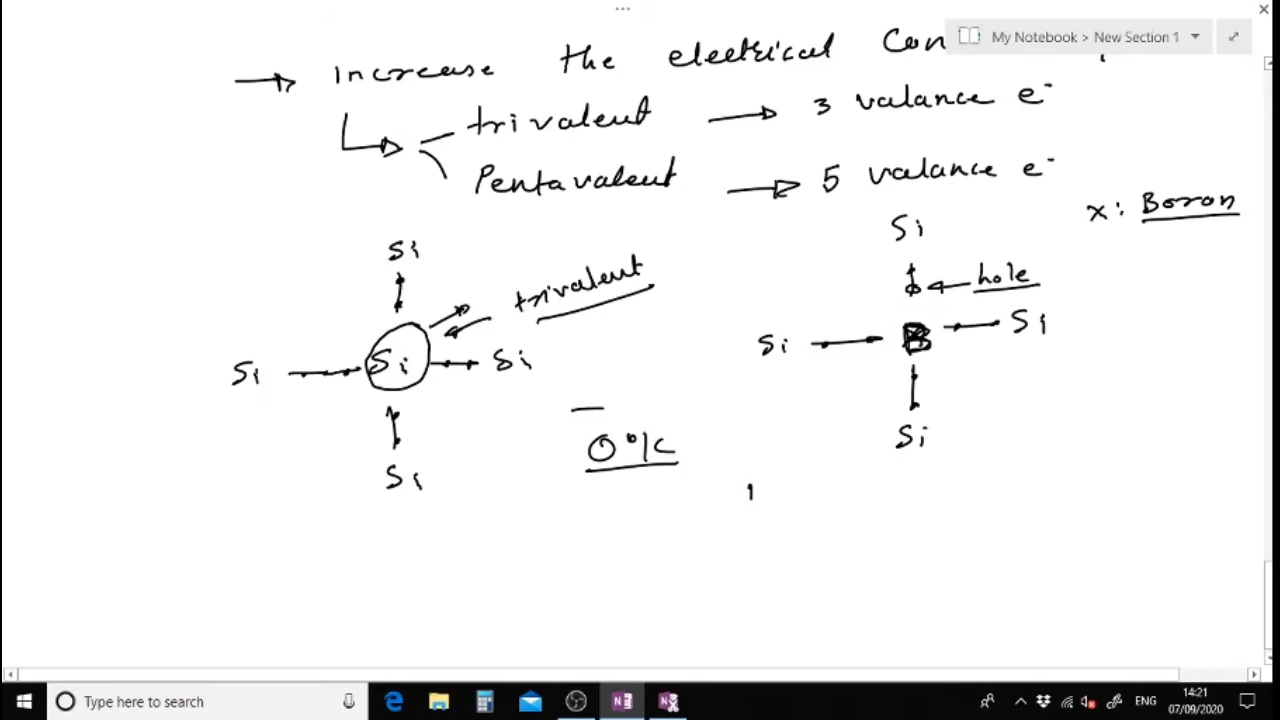 My Notebook > New Section 1
→ Increase the electrical Con
trivalent → 3 valance e⁻
Pentavalent → 5 valance e⁻
x: Boron
Si
Si
trivalent
hole
Si Si Si
Si B Si
0°K
Si
Si
Type here to search
ENG
14:21
07/09/2020